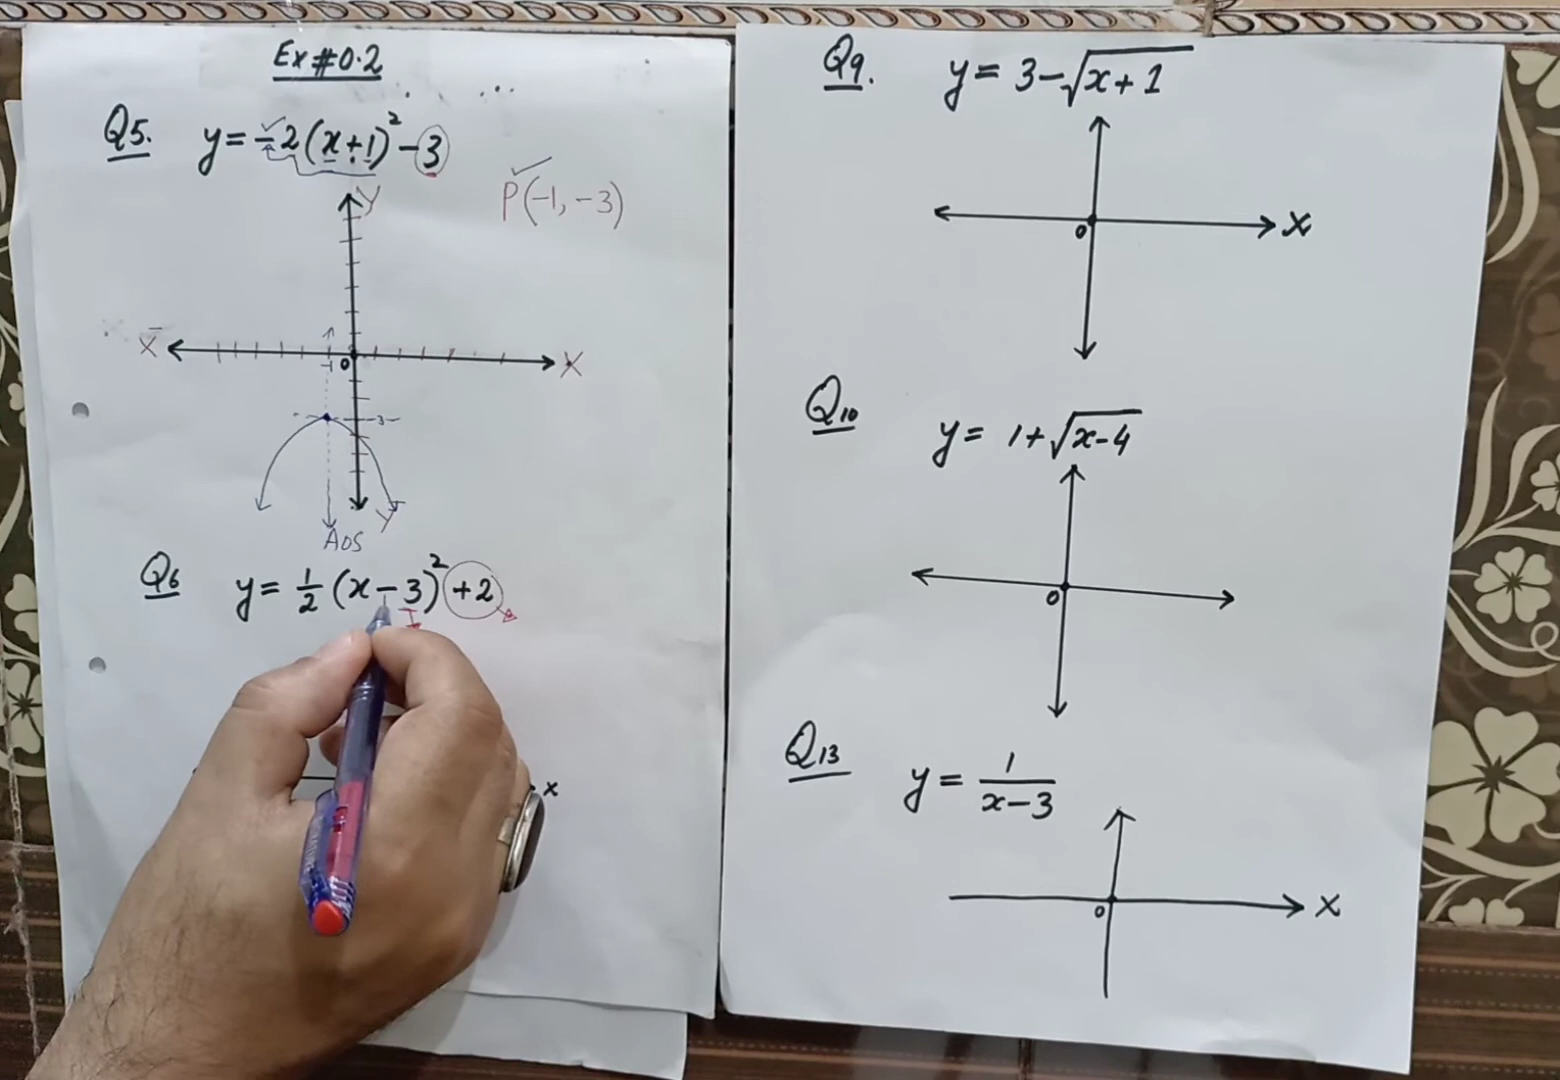 Ex#0.2
Q5. y = -2(x+1)² - 3
P(-1, -3)
Y
X̄ X
-1 0
-3
Y
AOS
Q6 y = 1/2 (x-3)² + 2
x
Q9. y = 3 - √(x+1)
0 X
Q10 y = 1 + √(x-4)
0
Q13 y = 1/(x-3)
0 X